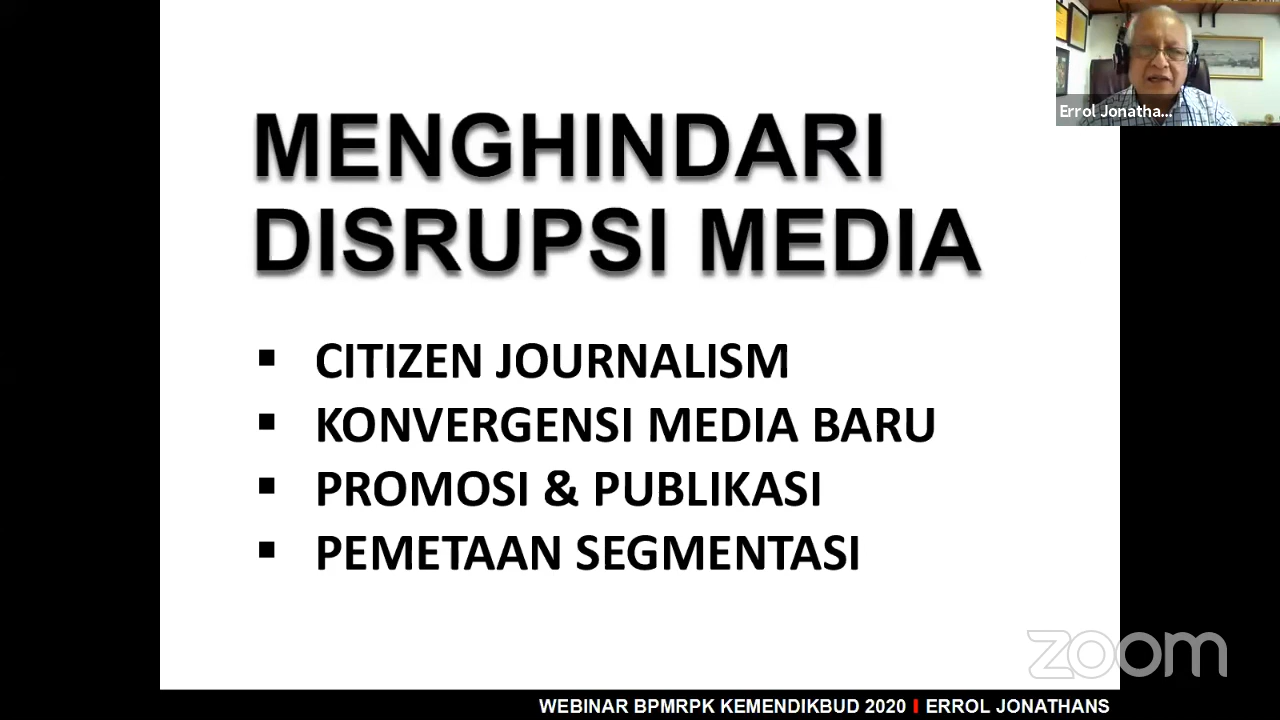 Errol Jonatha...
MENGHINDARI
DISRUPSI MEDIA
▪ CITIZEN JOURNALISM
▪ KONVERGENSI MEDIA BARU
▪ PROMOSI & PUBLIKASI
▪ PEMETAAN SEGMENTASI
zoom
WEBINAR BPMRPK KEMENDIKBUD 2020 I ERROL JONATHANS